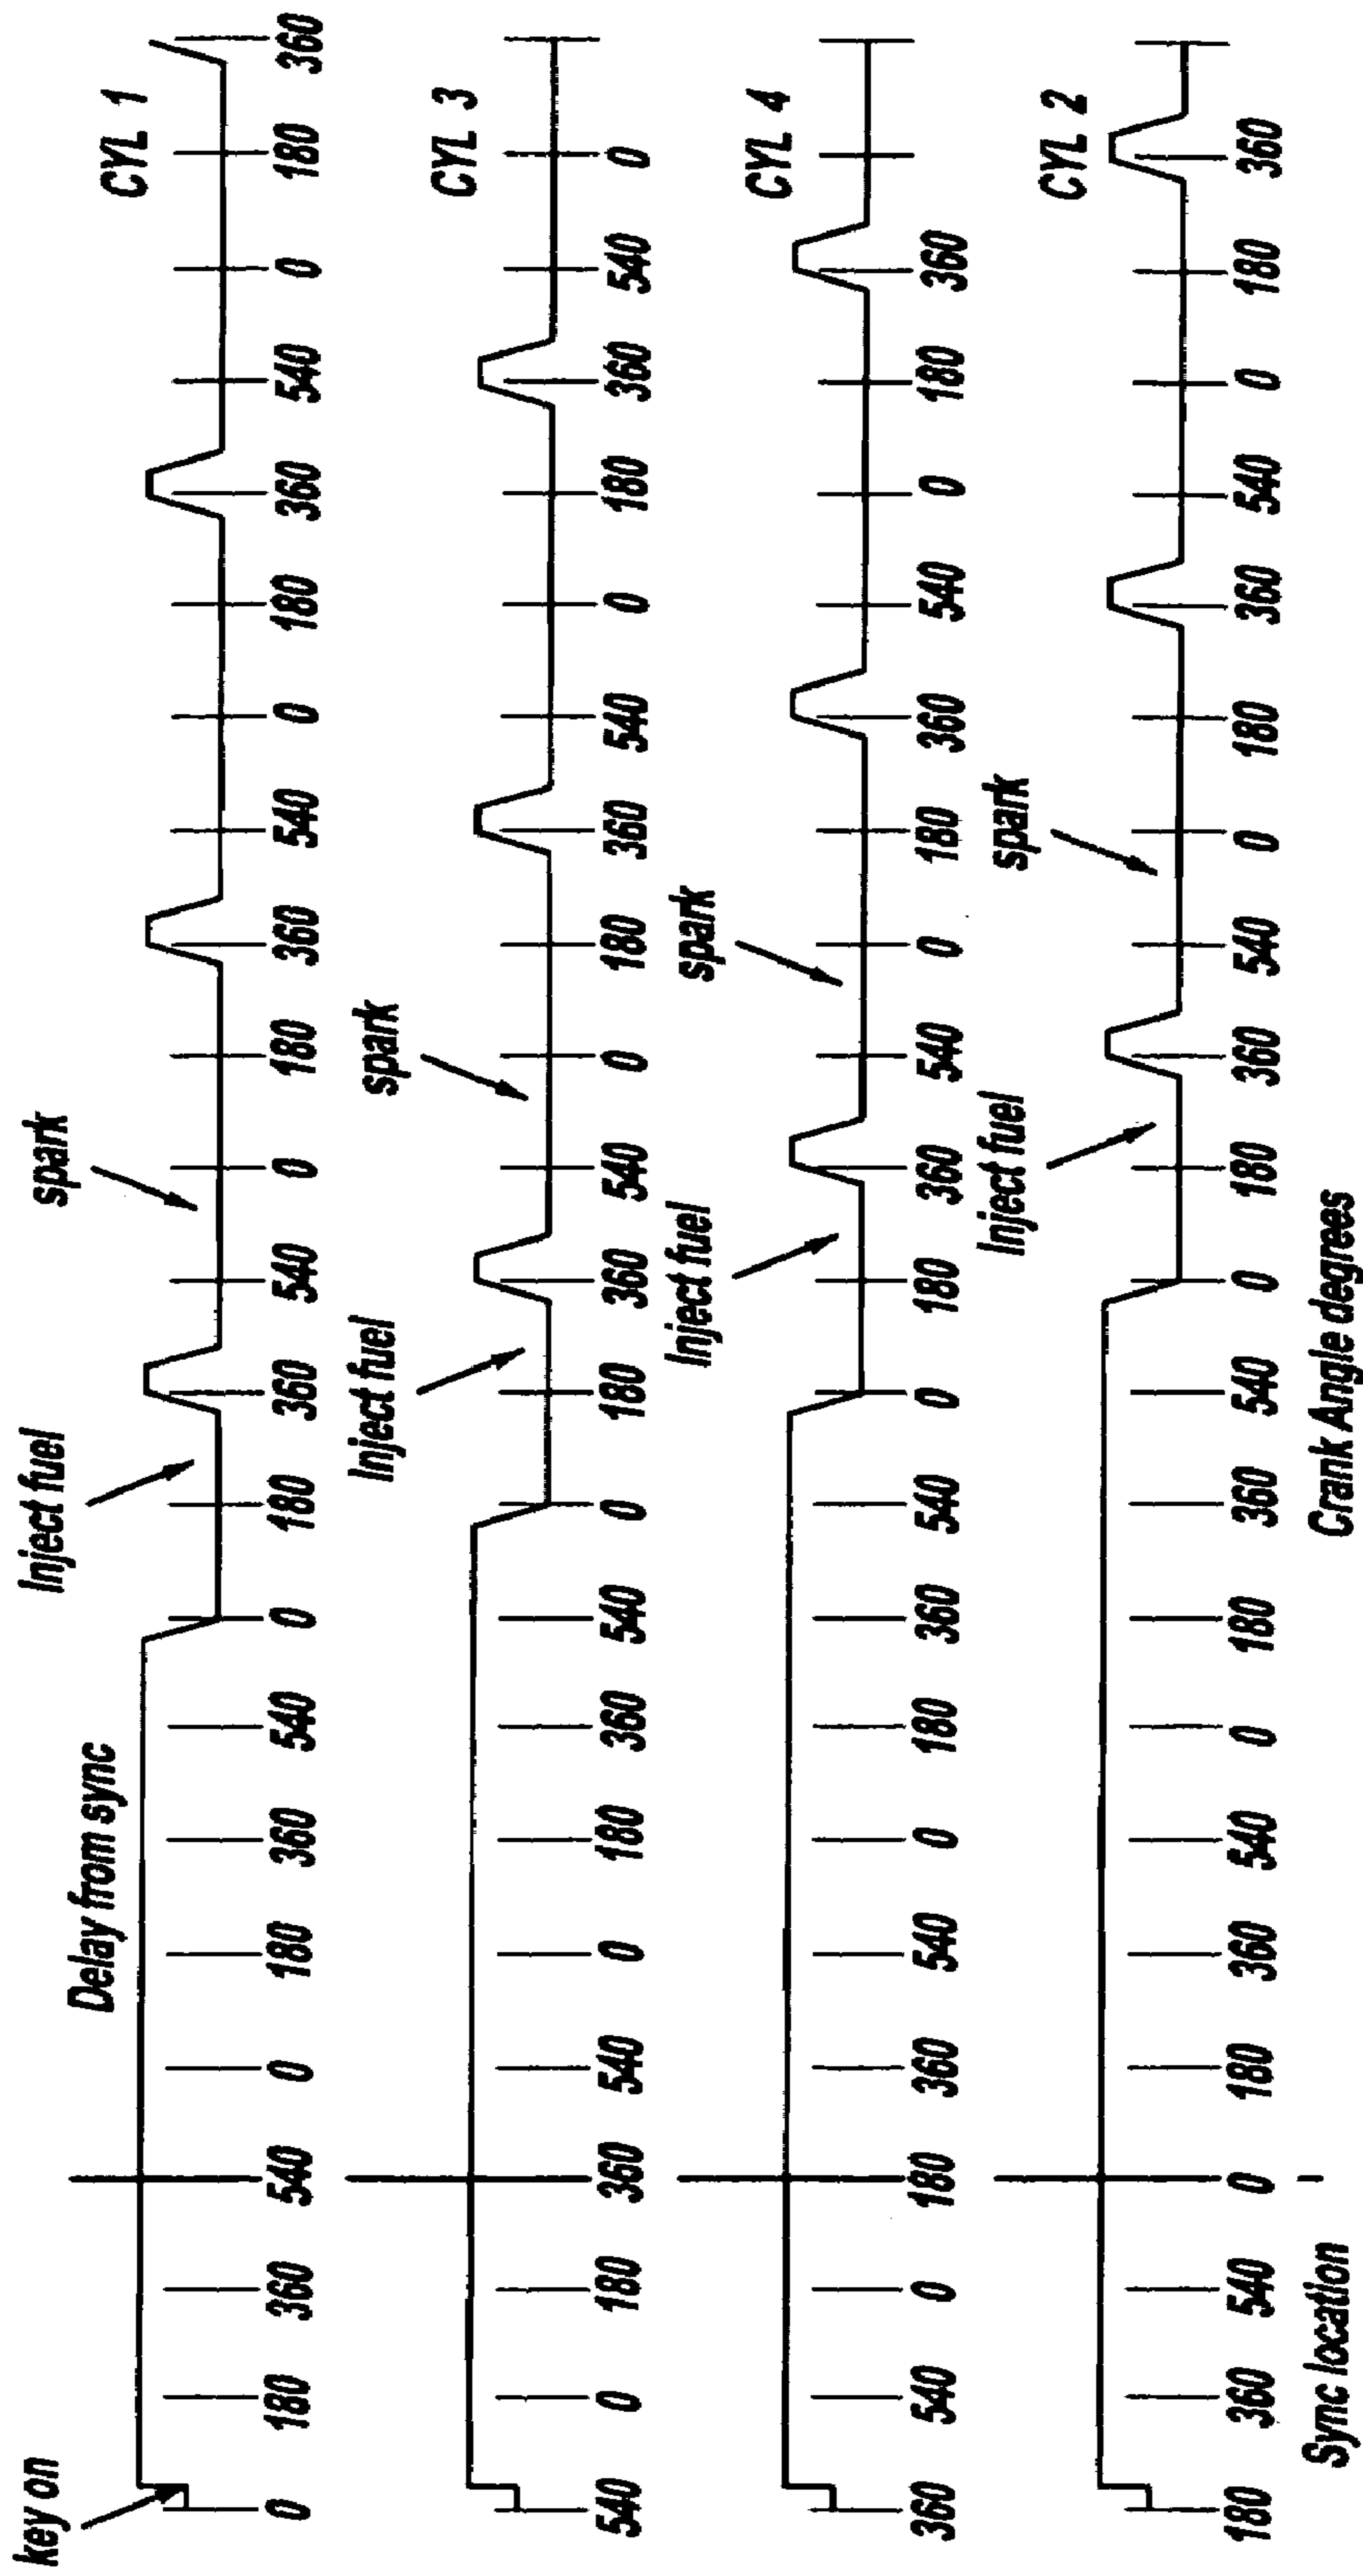 key on
Delay from sync
Inject fuel
spark
CYL 1
0 180 360 540 0 180 360 540 0 180 360 540 0 180 360 540 0 180 360 540 0 180 360
Inject fuel
spark
CYL 3
540 0 180 360 540 0 180 360 540 0 180 360 540 0 180 360 540 0 180 360 540 0
Inject fuel
spark
CYL 4
360 540 0 180 360 540 0 180 360 540 0 180 360 540 0 180 360 540 0 180 360
Inject fuel
spark
CYL 2
180 360 540 0 180 360 540 0 180 360 540 0 180 360 540 0 180 360 540 0 180 360
Sync location
Crank Angle degrees